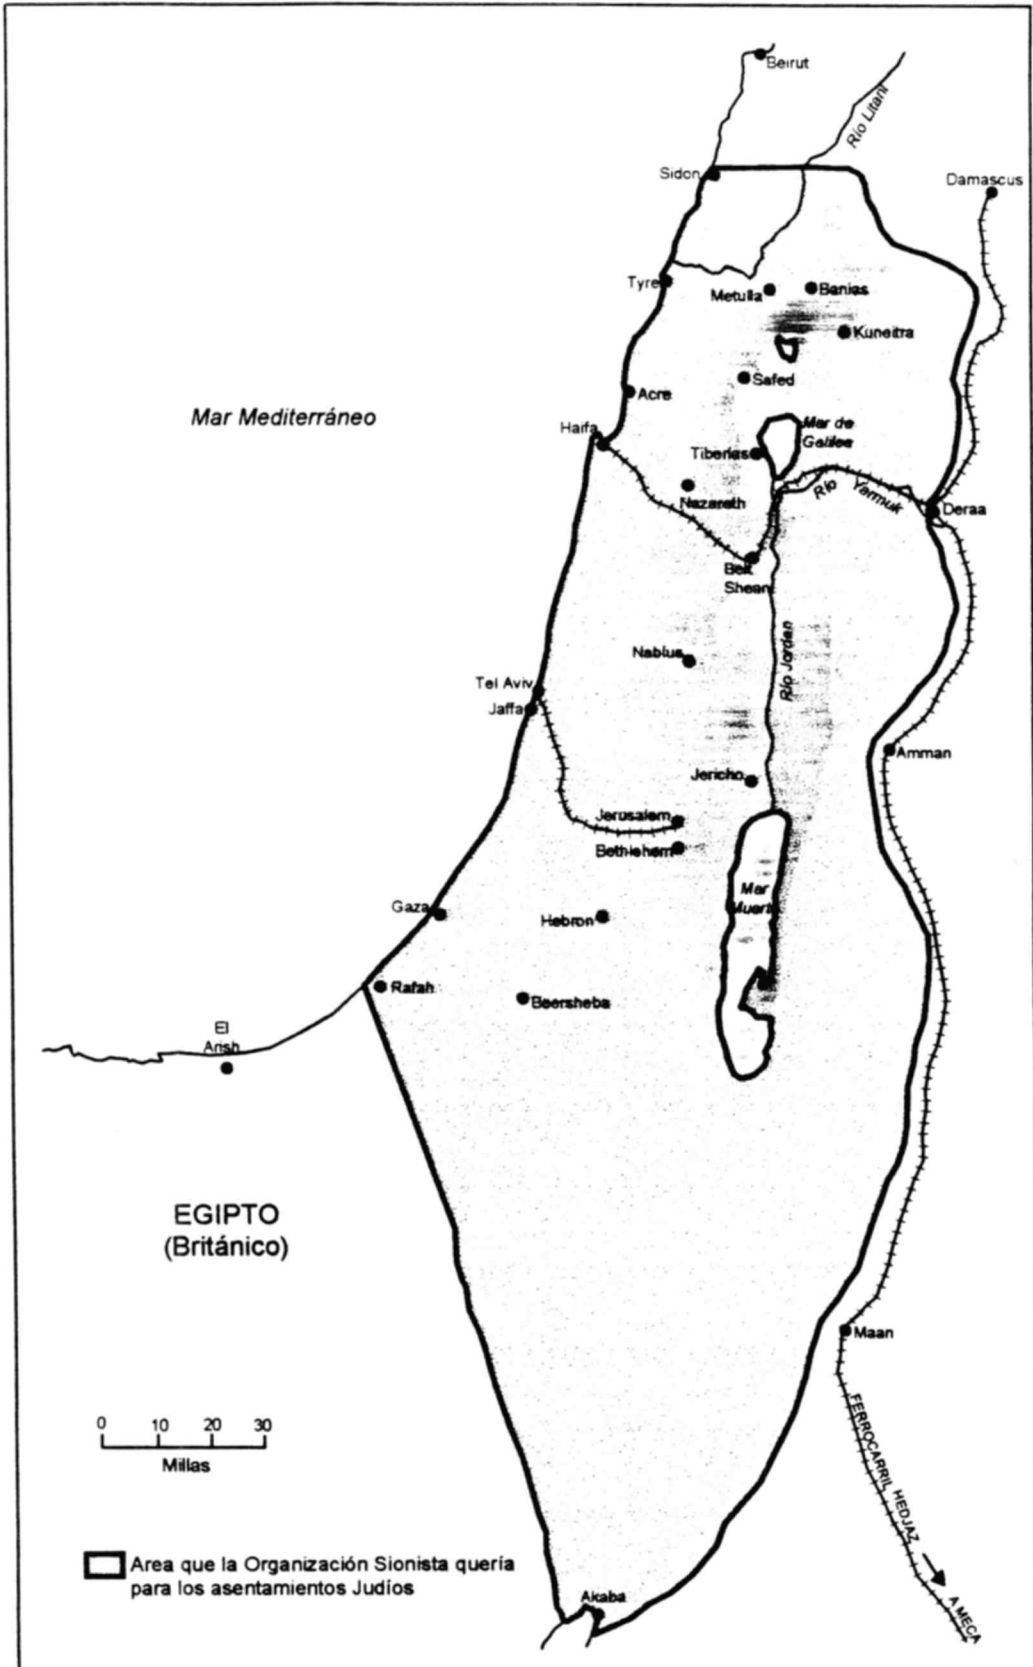 Beirut
Río Litani
Sidon
Damascus
Tyre
Metulla
Banias
Kuneitra
Safed
Acre
Mar Mediterráneo
Haifa
Mar de
Galilea
Tiberias
Nazareth
Río Yarmuk
Deraa
Beit
Shean
Nablus
Río Jordan
Tel Aviv
Jaffa
Amman
Jericho
Jerusalem
Bethlehem
Mar
Muerto
Gaza
Hebron
Rafah
Beersheba
El
Arish
EGIPTO
(Británico)
Maan
0 10 20 30
Millas
FERROCARRIL HEDJAZ
A MECA
Area que la Organización Sionista quería
para los asentamientos Judíos
Akaba